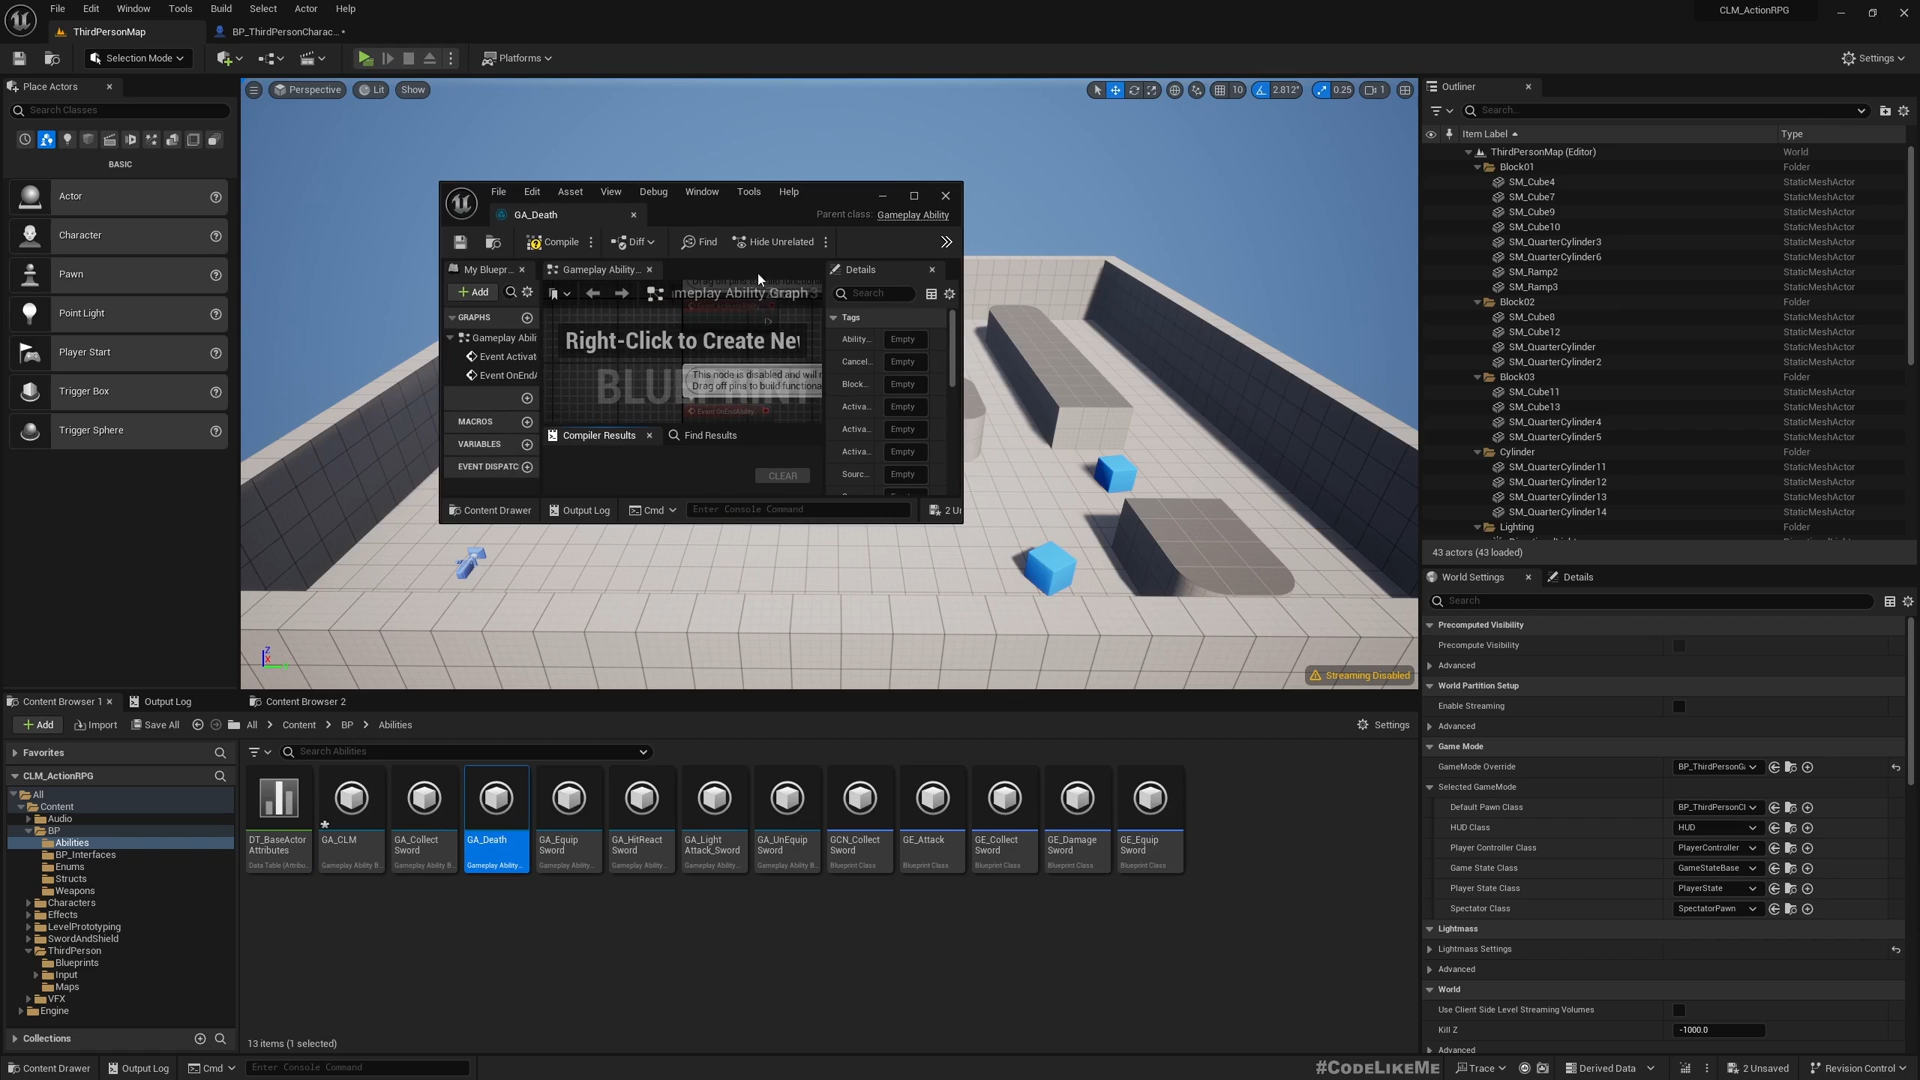 File Edit Window Tools Build Select Actor Help
CLM_ActionRPG
ThirdPersonMap
BP_ThirdPersonCharac... •
Selection Mode
Platforms
Settings
Place Actors
Search Classes
BASIC
Actor
Character
Pawn
Point Light
Player Start
Trigger Box
Trigger Sphere
Perspective
Lit
Show
10
2.812°
0.25
1
File Edit Asset View Debug Window Tools Help
GA_Death
Parent class: Gameplay Ability
Compile
Diff
Find
Hide Unrelated
My Bluepr...
Gameplay Ability...
Details
Add
meplay Ability Graph
Search
GRAPHS
Gameplay Abili
Event Activat
Event OnEndA
MACROS
VARIABLES
EVENT DISPATC
Right-Click to Create Ne
This node is disabled and will
Drag off pins to build functiona
BLUEPRINT
Event OnEndAbility
Tags
Ability... Empty
Cancel... Empty
Block... Empty
Activa... Empty
Activa... Empty
Activa... Empty
Sourc... Empty
Compiler Results
Find Results
CLEAR
Content Drawer
Output Log
Cmd
Enter Console Command
2 U
Streaming Disabled
Outliner
Search...
Item Label
Type
ThirdPersonMap (Editor) World
Block01 Folder
SM_Cube4 StaticMeshActor
SM_Cube7 StaticMeshActor
SM_Cube9 StaticMeshActor
SM_Cube10 StaticMeshActor
SM_QuarterCylinder3 StaticMeshActor
SM_QuarterCylinder6 StaticMeshActor
SM_Ramp2 StaticMeshActor
SM_Ramp3 StaticMeshActor
Block02 Folder
SM_Cube8 StaticMeshActor
SM_Cube12 StaticMeshActor
SM_QuarterCylinder StaticMeshActor
SM_QuarterCylinder2 StaticMeshActor
Block03 Folder
SM_Cube11 StaticMeshActor
SM_Cube13 StaticMeshActor
SM_QuarterCylinder4 StaticMeshActor
SM_QuarterCylinder5 StaticMeshActor
Cylinder Folder
SM_QuarterCylinder11 StaticMeshActor
SM_QuarterCylinder12 StaticMeshActor
SM_QuarterCylinder13 StaticMeshActor
SM_QuarterCylinder14 StaticMeshActor
Lighting Folder
43 actors (43 loaded)
World Settings
Details
Search
Precomputed Visibility
Precompute Visibility
Advanced
World Partition Setup
Enable Streaming
Advanced
Game Mode
GameMode Override BP_ThirdPersonGa
Selected GameMode
Default Pawn Class BP_ThirdPersonCl
HUD Class HUD
Player Controller Class PlayerController
Game State Class GameStateBase
Player State Class PlayerState
Spectator Class SpectatorPawn
Lightmass
Lightmass Settings
Advanced
World
Use Client Side Level Streaming Volumes
Kill Z -1000.0
Advanced
Content Browser 1
Output Log
Content Browser 2
Add
Import
Save All
All > Content > BP > Abilities
Settings
Favorites
CLM_ActionRPG
All
Content
Audio
BP
Abilities
BP_Interfaces
Enums
Structs
Weapons
Characters
Effects
LevelPrototyping
SwordAndShield
ThirdPerson
Blueprints
Input
Maps
VFX
Engine
Collections
Search Abilities
DT_BaseActor Attributes
Data Table (Attribu
GA_CLM
Gameplay Ability B
GA_Collect Sword
Gameplay Ability B
GA_Death
Gameplay Ability...
GA_Equip Sword
Gameplay Ability...
GA_HitReact Sword
Gameplay Ability...
GA_Light Attack_Sword
Gameplay Ability...
GA_UnEquip Sword
Gameplay Ability...
GCN_Collect Sword
Blueprint Class
GE_Attack
Blueprint Class
GE_Collect Sword
Blueprint Class
GE_Damage Sword
Blueprint Class
GE_Equip Sword
Blueprint Class
13 items (1 selected)
#CodeLikeMe
Content Drawer
Output Log
Cmd
Enter Console Command
Trace
Derived Data
2 Unsaved
Revision Control